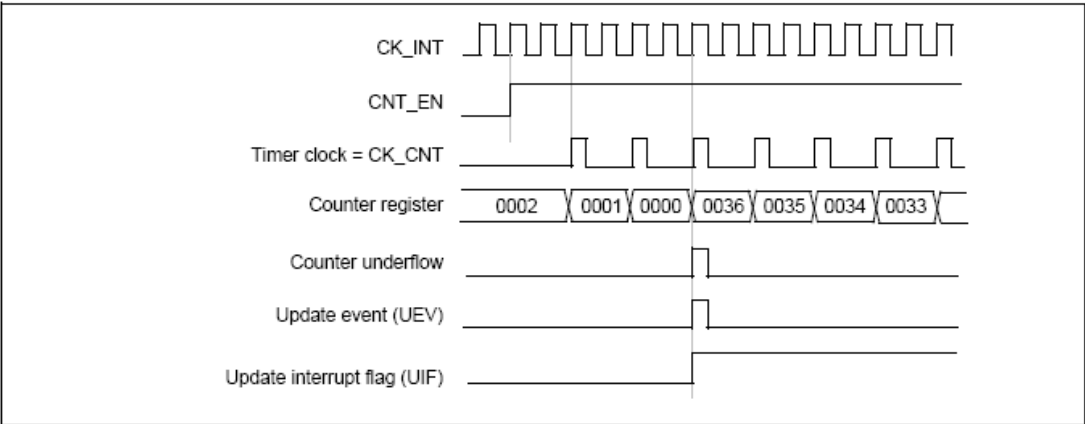 CK_INT
CNT_EN
Timer clock = CK_CNT
Counter register 0002 0001 0000 0036 0035 0034 0033
Counter underflow
Update event (UEV)
Update interrupt flag (UIF)